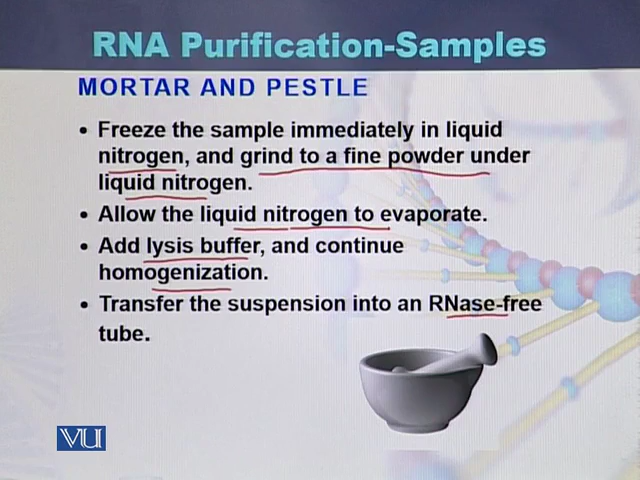 RNA Purification-Samples
MORTAR AND PESTLE
• Freeze the sample immediately in liquid
nitrogen, and grind to a fine powder under
liquid nitrogen.
• Allow the liquid nitrogen to evaporate.
• Add lysis buffer, and continue
homogenization.
• Transfer the suspension into an RNase-free
tube.
VU